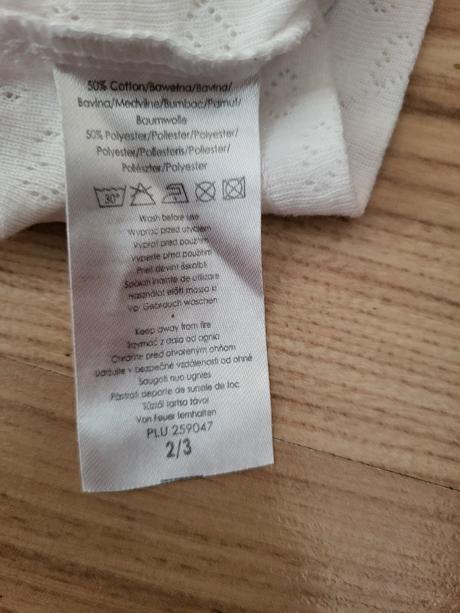 50% Cotton/Bawełna/Bavlna/
Bavlna/Medvilnė/Bumbac/Pamut/
Baumwolle
50% Polyester/Poliester/Polyester/
Polyester/Poliesteris/Poliester/
Poliészter/Polyester
30°
Wash before use
Wyprać przed użyciem
Vyprať pred použitím
Vyperte před použitím
Prieš dėvint išskalbti
Spălați înainte de utilizare
Használat előtt mossa ki
Vor Gebrauch waschen
•
Keep away from fire
Trzymać z dala od ognia
Chráňte pred otvoreným ohňom
Udržujte v bezpečné vzdálenosti od ohně
Saugoti nuo ugnies
Păstrați departe de sursele de foc
Tűztől tartsa távol
Von Feuer fernhalten
PLU 259047
2/3